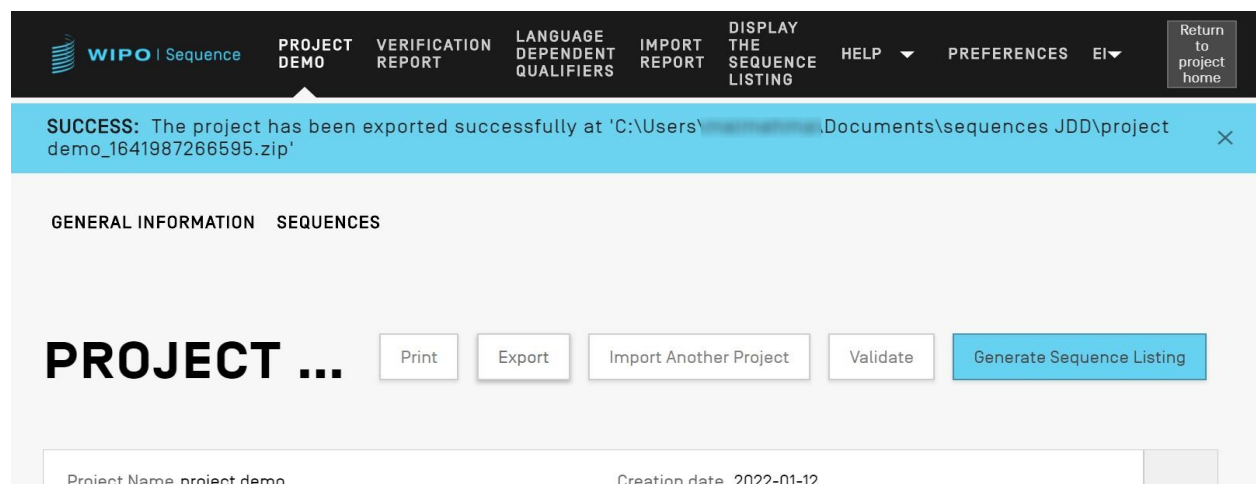 WIPO | Sequence
PROJECT
DEMO
VERIFICATION
REPORT
LANGUAGE
DEPENDENT
QUALIFIERS
IMPORT
REPORT
DISPLAY
THE
SEQUENCE
LISTING
HELP
PREFERENCES
EI
Return
to
project
home
SUCCESS: The project has been exported successfully at 'C:\Users\ \Documents\sequences JDD\project
demo_1641987266595.zip'
GENERAL INFORMATION SEQUENCES
PROJECT ...
Print
Export
Import Another Project
Validate
Generate Sequence Listing
Project Name project demo
Creation date 2022-01-12